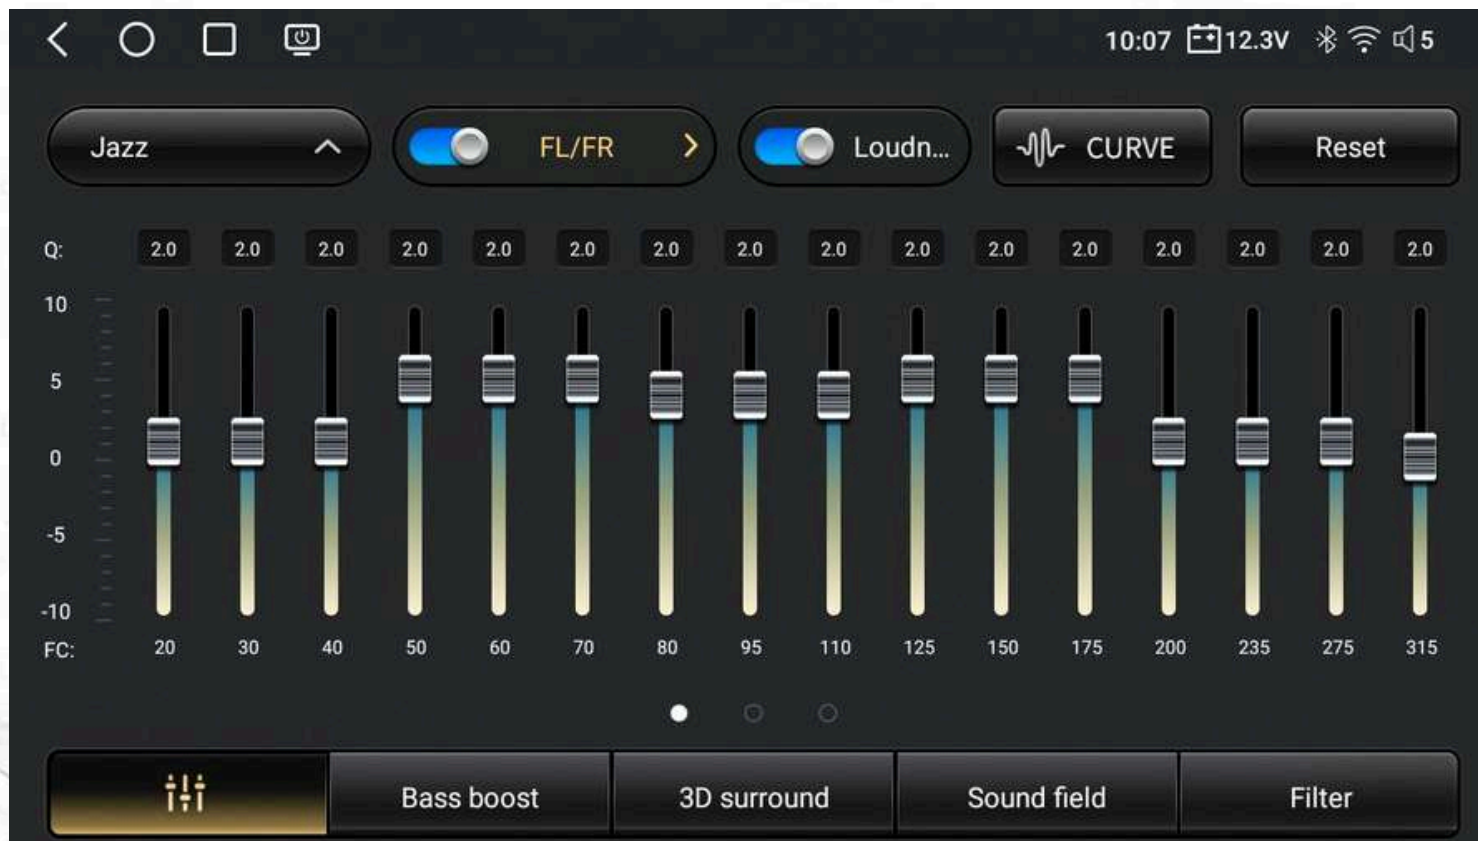 10:07 12.3V 5
Jazz FL/FR Loudn... CURVE Reset
Q: 2.0 2.0 2.0 2.0 2.0 2.0 2.0 2.0 2.0 2.0 2.0 2.0 2.0 2.0 2.0 2.0
10
5
0
-5
-10
FC: 20 30 40 50 60 70 80 95 110 125 150 175 200 235 275 315
Bass boost 3D surround Sound field Filter